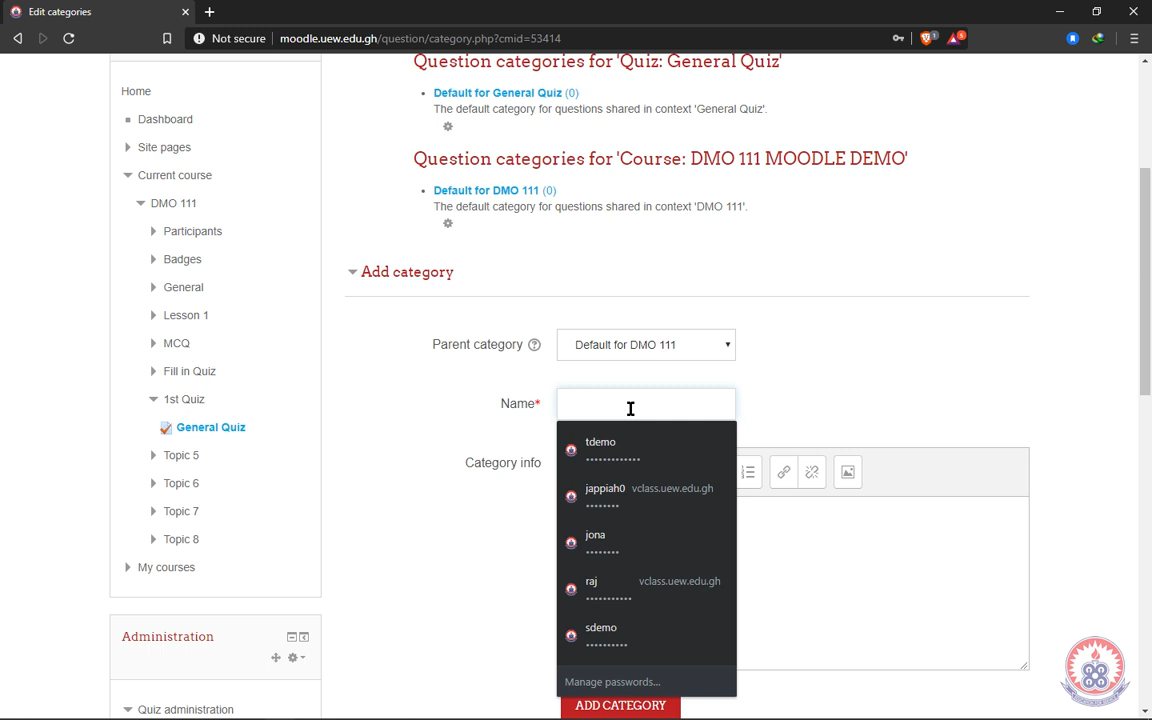 Edit categories
Not secure moodle.uew.edu.gh/question/category.php?cmid=53414
1
5
Home
Dashboard
Site pages
Current course
DMO 111
Participants
Badges
General
Lesson 1
MCQ
Fill in Quiz
1st Quiz
General Quiz
Topic 5
Topic 6
Topic 7
Topic 8
My courses
Administration
Quiz administration
Question categories for 'Quiz: General Quiz'
Default for General Quiz (0)
The default category for questions shared in context 'General Quiz'.
Question categories for 'Course: DMO 111 MOODLE DEMO'
Default for DMO 111 (0)
The default category for questions shared in context 'DMO 111'.
Add category
Parent category Default for DMO 111
Name*
Category info
tdemo
•••••••••••••
jappiah0 vclass.uew.edu.gh
••••••••
jona
••••••••
raj vclass.uew.edu.gh
•••••••••••
sdemo
••••••••••
Manage passwords...
ADD CATEGORY